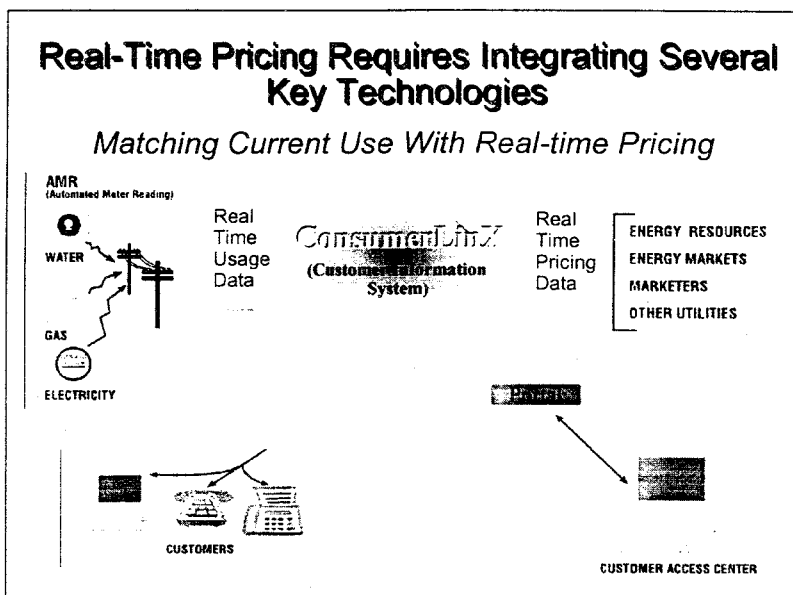 Real-Time Pricing Requires Integrating Several
Key Technologies
Matching Current Use With Real-time Pricing
AMR
(Automated Meter Reading)
WATER
GAS
ELECTRICITY
Real
Time
Usage
Data
ConsumerLinX
(Customer Information
System)
Real
Time
Pricing
Data
ENERGY RESOURCES
ENERGY MARKETS
MARKETERS
OTHER UTILITIES
CUSTOMERS
CUSTOMER ACCESS CENTER